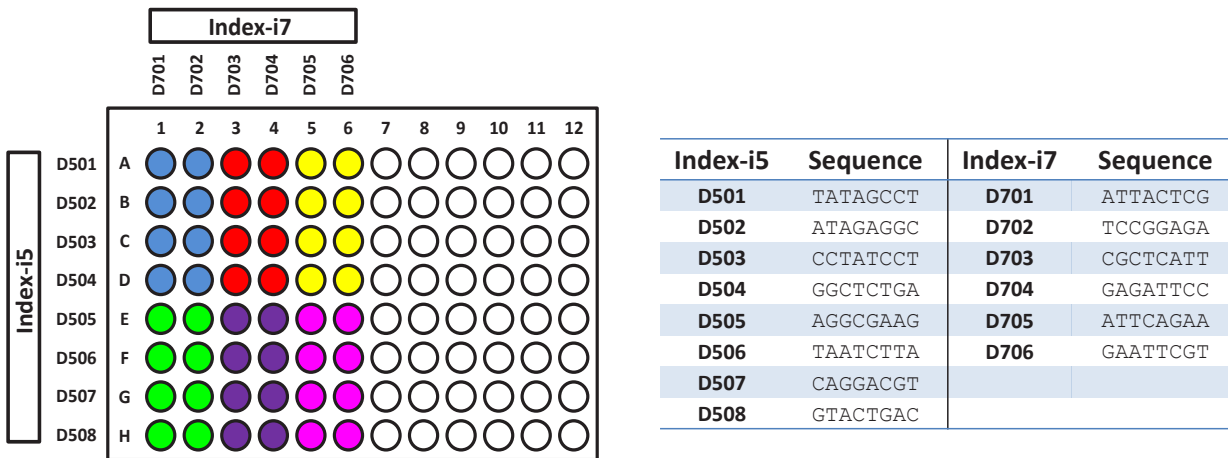 Index-i7
D701 D702 D703 D704 D705 D706
1 2 3 4 5 6 7 8 9 10 11 12
Index-i5
D501 A
D502 B
D503 C
D504 D
D505 E
D506 F
D507 G
D508 H
Index-i5 Sequence Index-i7 Sequence
D501 TATAGCCT D701 ATTACTCG
D502 ATAGAGGC D702 TCCGGAGA
D503 CCTATCCT D703 CGCTCATT
D504 GGCTCTGA D704 GAGATTCC
D505 AGGCGAAG D705 ATTCAGAA
D506 TAATCTTA D706 GAATTCGT
D507 CAGGACGT
D508 GTACTGAC